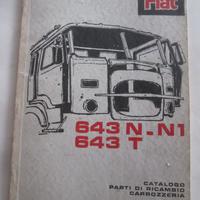 Fiat
643 N-N1
643 T
CATALOGO
PARTI DI RICAMBIO
CARROZZERIA